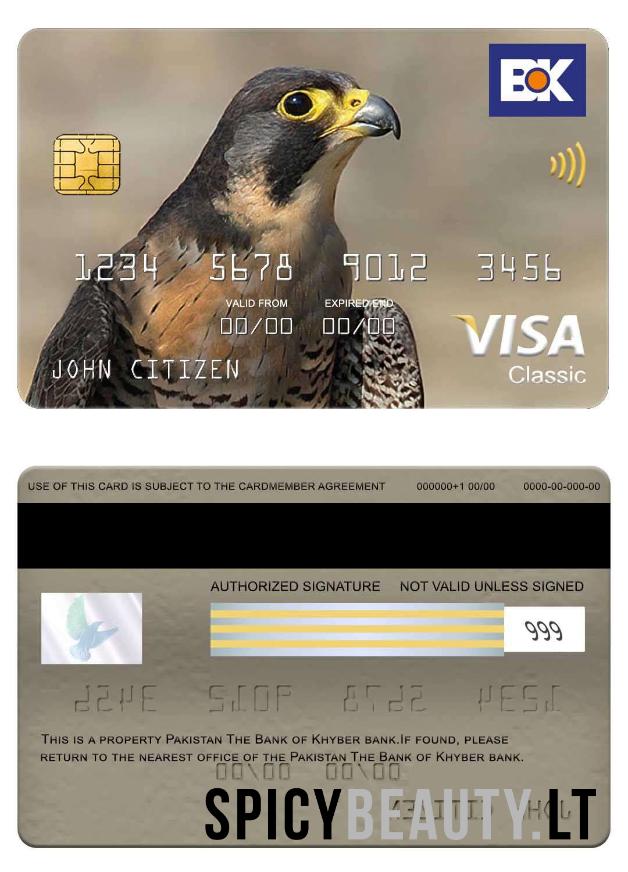 BOK
1234 5678 9012 3456
VALID FROM EXPIRED END
00/00 00/00
VISA
JOHN CITIZEN
Classic
USE OF THIS CARD IS SUBJECT TO THE CARDMEMBER AGREEMENT 000000+1 00/00 0000-00-000-00
AUTHORIZED SIGNATURE NOT VALID UNLESS SIGNED
999
THIS IS A PROPERTY PAKISTAN THE BANK OF KHYBER BANK.IF FOUND, PLEASE
RETURN TO THE NEAREST OFFICE OF THE PAKISTAN THE BANK OF KHYBER BANK.
SPICYBEAUTY.LT